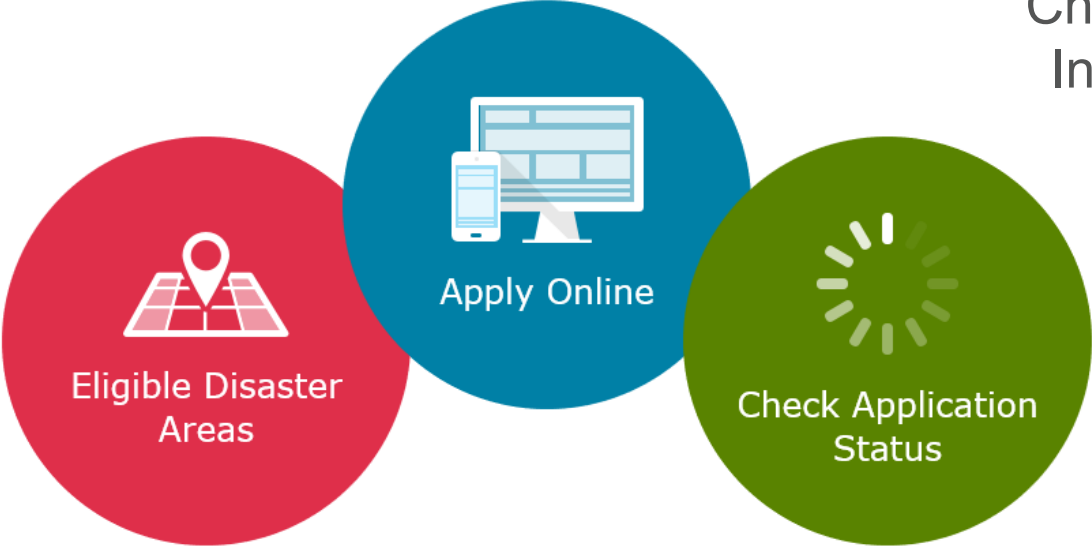 Eligible Disaster
Areas
Apply Online
Check Application
Status